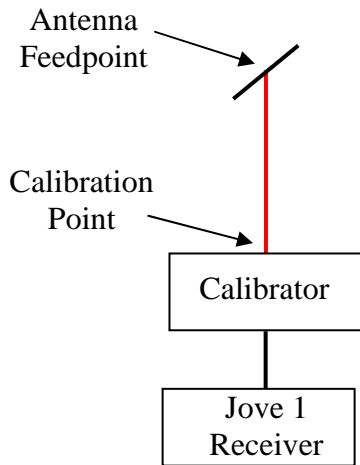 Antenna
Feedpoint
Calibration
Point
Calibrator
Jove 1
Receiver